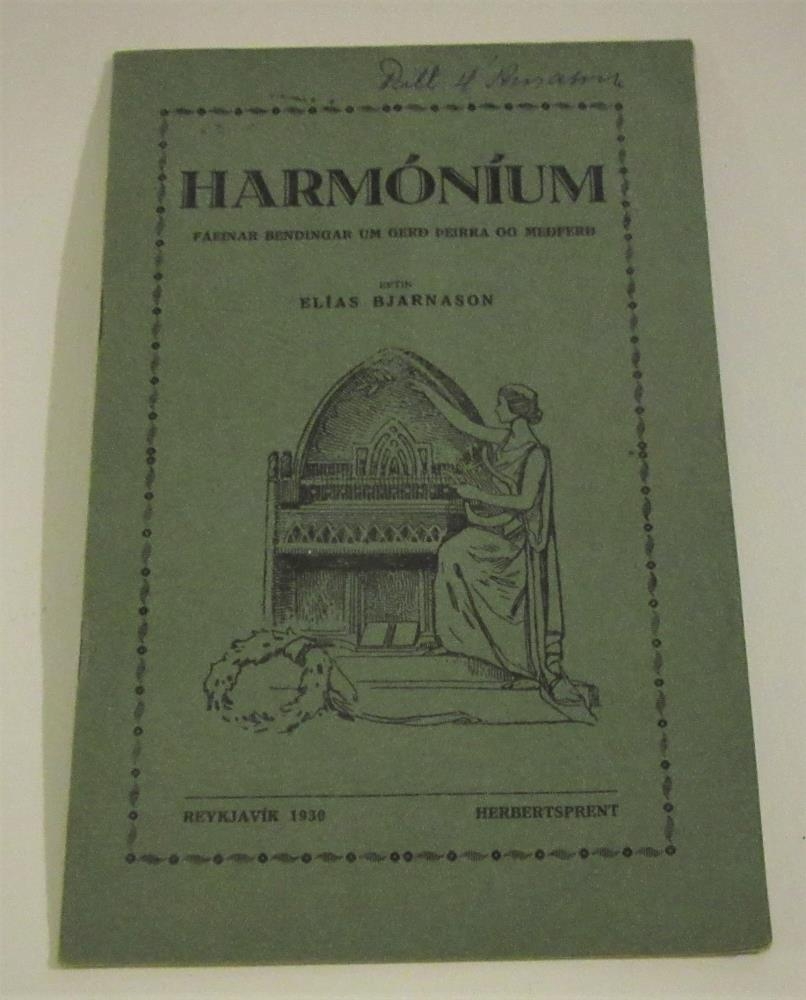 HARMÓNÍUM
FÁEINAR BENDINGAR UM GERÐ ÞEIRRA OG MEÐFERÐ
EFTIR
ELÍAS BJARNASON
REYKJAVÍK 1930
HERBERTSPRENT